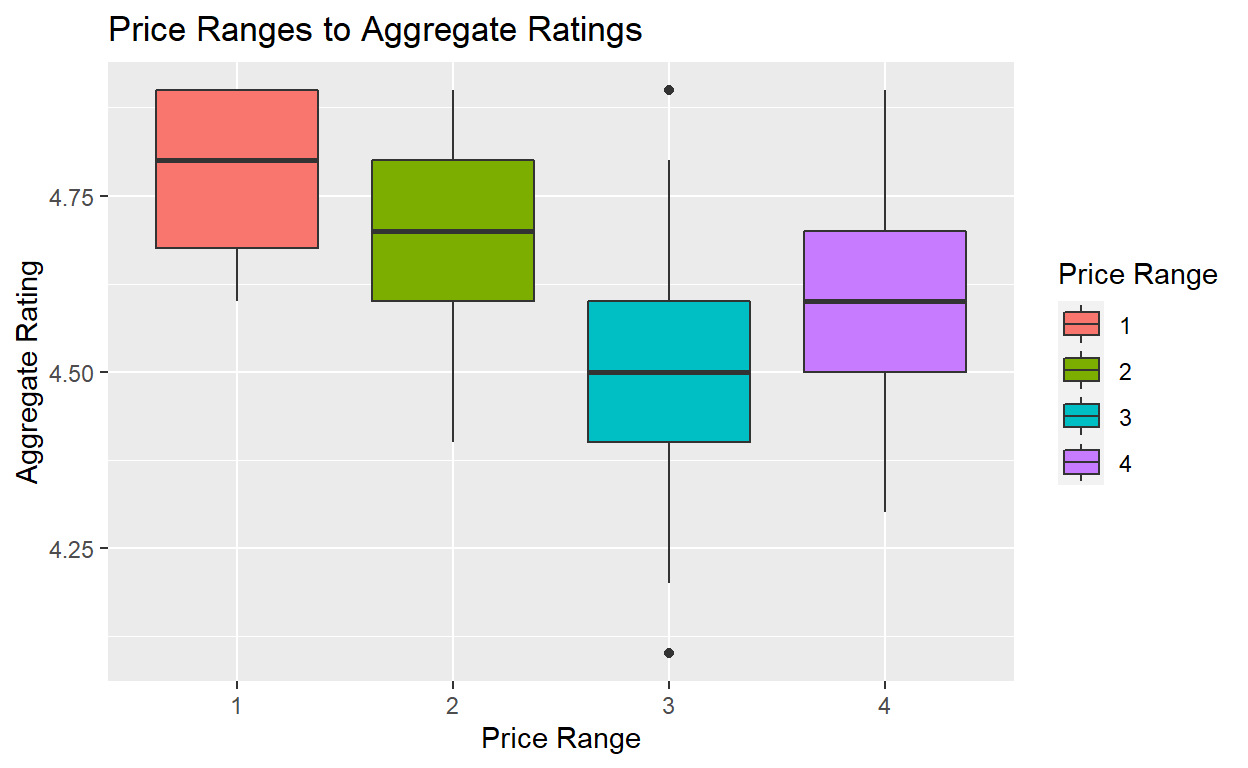 Price Ranges to Aggregate Ratings
Aggregate Rating
4.75
4.50
4.25
1 2 3 4
Price Range
Price Range
1
2
3
4